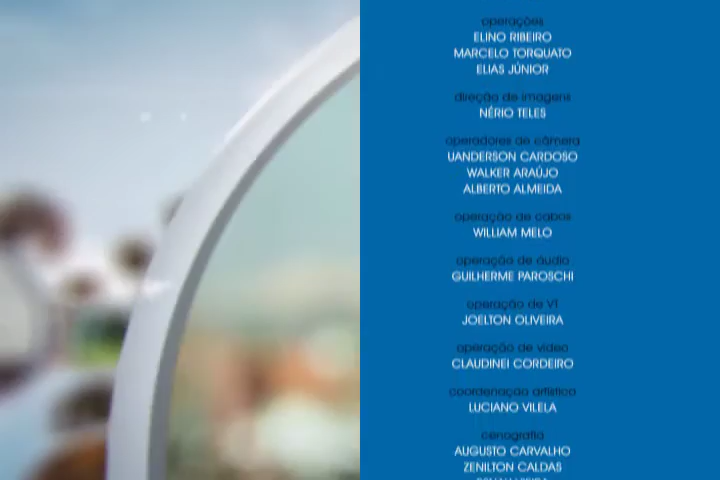 operações
ELINO RIBEIRO
MARCELO TORQUATO
ELIAS JÚNIOR
direção de imagens
NÉRIO TELES
operadores de câmera
UANDERSON CARDOSO
WALKER ARAÚJO
ALBERTO ALMEIDA
operação de cabos
WILLIAM MELO
operação de áudio
GUILHERME PAROSCHI
operação de VT
JOELTON OLIVEIRA
operação de vídeo
CLAUDINEI CORDEIRO
coordenação artística
LUCIANO VILELA
cenografia
AUGUSTO CARVALHO
ZENILTON CALDAS